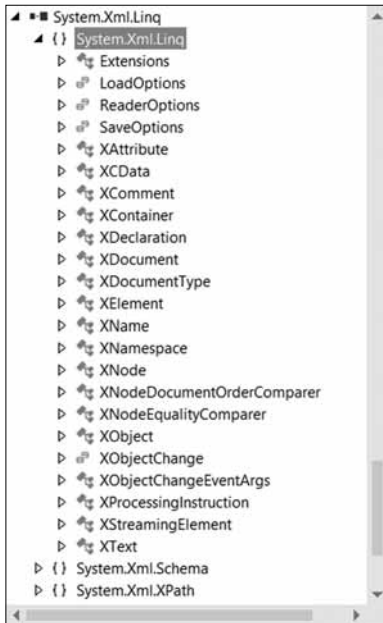 System.Xml.Linq
System.Xml.Linq
Extensions
LoadOptions
ReaderOptions
SaveOptions
XAttribute
XCData
XComment
XContainer
XDeclaration
XDocument
XDocumentType
XElement
XName
XNamespace
XNode
XNodeDocumentOrderComparer
XNodeEqualityComparer
XObject
XObjectChange
XObjectChangeEventArgs
XProcessingInstruction
XStreamingElement
XText
System.Xml.Schema
System.Xml.XPath